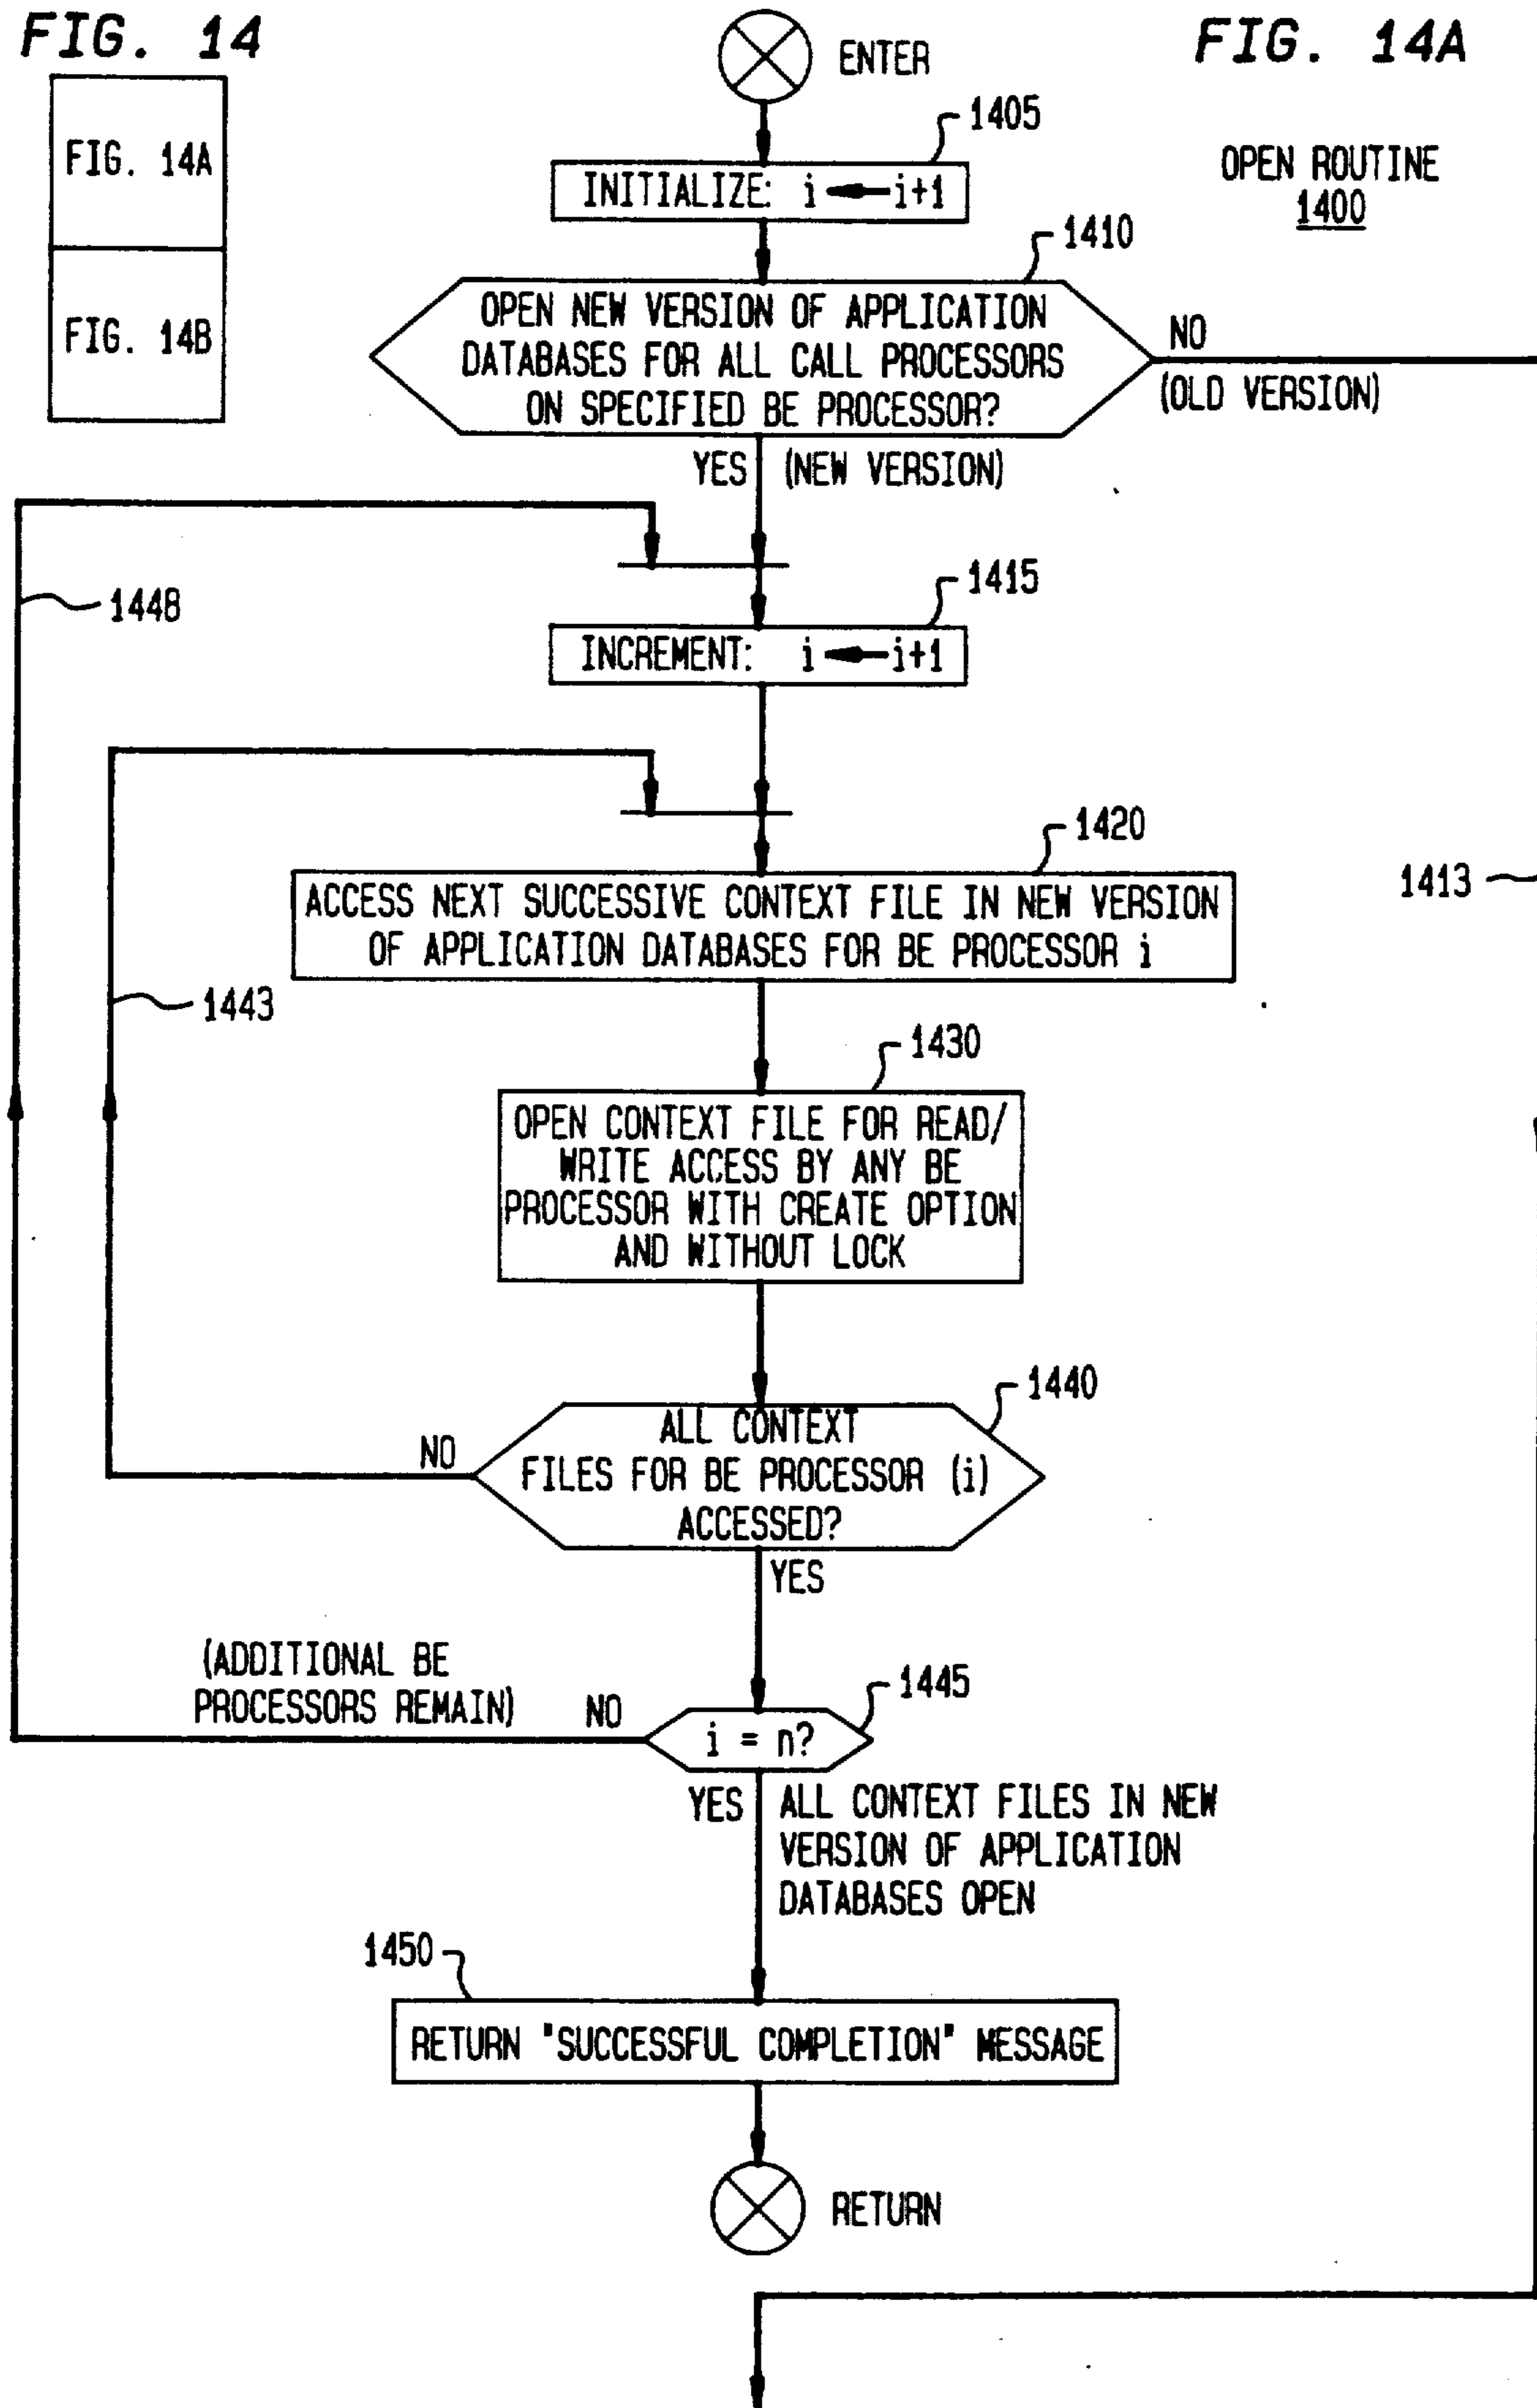 FIG. 14
FIG. 14A
FIG. 14A
FIG. 14B
ENTER
OPEN ROUTINE
1400
1405
INITIALIZE: i ← i+1
1410
OPEN NEW VERSION OF APPLICATION
DATABASES FOR ALL CALL PROCESSORS
ON SPECIFIED BE PROCESSOR?
NO
(OLD VERSION)
YES (NEW VERSION)
1448
1415
INCREMENT: i ← i+1
1420
ACCESS NEXT SUCCESSIVE CONTEXT FILE IN NEW VERSION
OF APPLICATION DATABASES FOR BE PROCESSOR i
1413
1443
1430
OPEN CONTEXT FILE FOR READ/
WRITE ACCESS BY ANY BE
PROCESSOR WITH CREATE OPTION
AND WITHOUT LOCK
1440
ALL CONTEXT
FILES FOR BE PROCESSOR (i)
ACCESSED?
NO
YES
(ADDITIONAL BE
PROCESSORS REMAIN)
NO
1445
i = n?
YES
ALL CONTEXT FILES IN NEW
VERSION OF APPLICATION
DATABASES OPEN
1450
RETURN "SUCCESSFUL COMPLETION" MESSAGE
RETURN